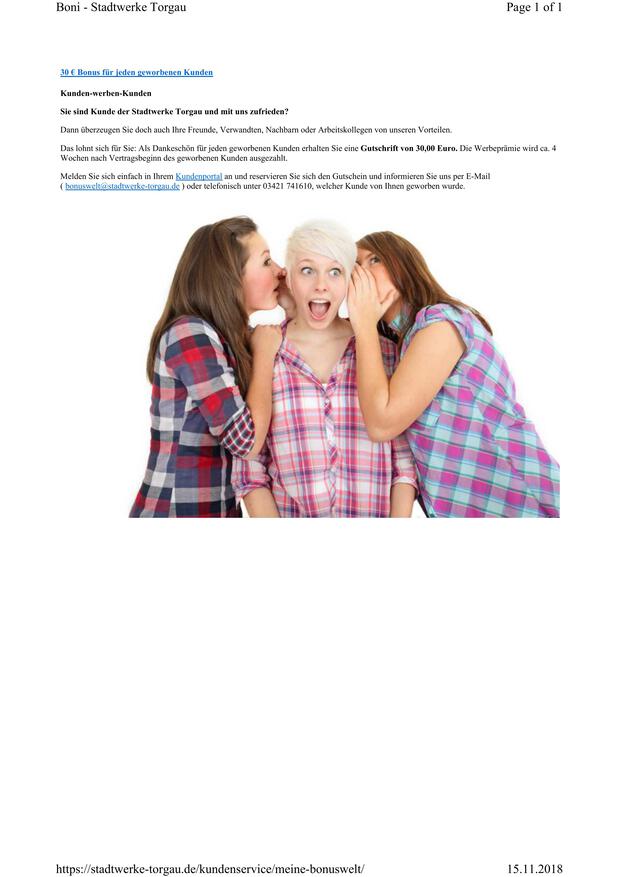 Boni - Stadtwerke Torgau
Page 1 of 1
30 € Bonus für jeden geworbenen Kunden
Kunden-werben-Kunden
Sie sind Kunde der Stadtwerke Torgau und mit uns zufrieden?
Dann überzeugen Sie doch auch Ihre Freunde, Verwandten, Nachbarn oder Arbeitskollegen von unseren Vorteilen.
Das lohnt sich für Sie: Als Dankeschön für jeden geworbenen Kunden erhalten Sie eine Gutschrift von 30,00 Euro. Die Werbeprämie wird ca. 4
Wochen nach Vertragsbeginn des geworbenen Kunden ausgezahlt.
Melden Sie sich einfach in Ihrem Kundenportal an und reservieren Sie sich den Gutschein und informieren Sie uns per E-Mail
( bonuswelt@stadtwerke-torgau.de ) oder telefonisch unter 03421 741610, welcher Kunde von Ihnen geworben wurde.
https://stadtwerke-torgau.de/kundenservice/meine-bonuswelt/
15.11.2018